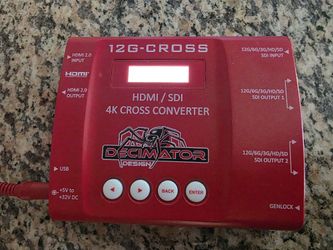 12G-CROSS
HDMI 2.0
INPUT
HDMI
HDMI 2.0
OUTPUT
12G/6G/3G/HD/SD
SDI INPUT
HDMI / SDI
4K CROSS CONVERTER
12G/6G/3G/HD/SD
SDI OUTPUT 1
DECIMATOR
DESIGN
12G/6G/3G/HD/SD
SDI OUTPUT 2
USB
+5V to
+32V DC
BACK
ENTER
GENLOCK